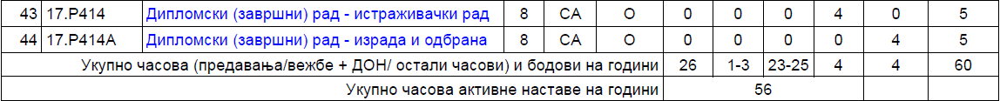 43 17.P414 Дипломски (завршни) рад - истраживачки рад 8 СА О 0 0 0 4 0 5
44 17.P414A Дипломски (завршни) рад - израда и одбрана 8 СА О 0 0 0 0 4 5
Укупно часова (предавања/вежбе + ДОН/ остали часови) и бодови на години 26 1-3 23-25 4 4 60
Укупно часова активне наставе на години 56